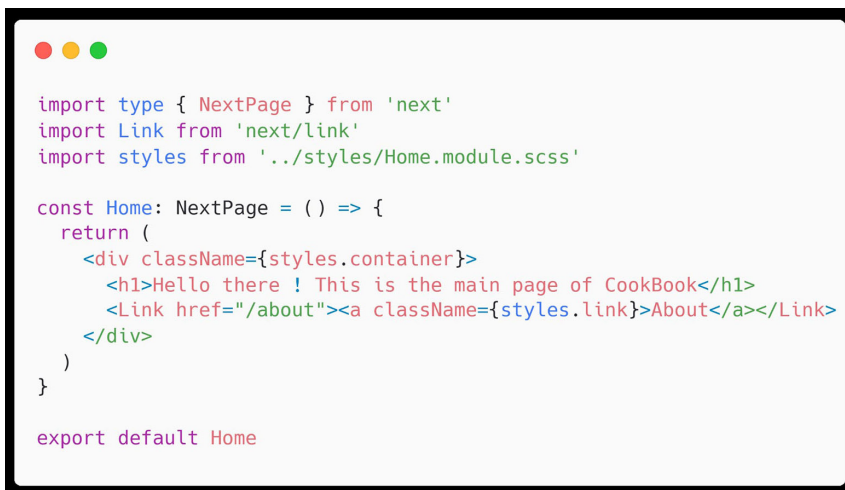 import type { NextPage } from 'next'
import Link from 'next/link'
import styles from '../styles/Home.module.scss'
const Home: NextPage = () => {
return (
<div className={styles.container}>
<h1>Hello there ! This is the main page of CookBook</h1>
<Link href="/about"><a className={styles.link}>About</a></Link>
</div>
)
}
export default Home